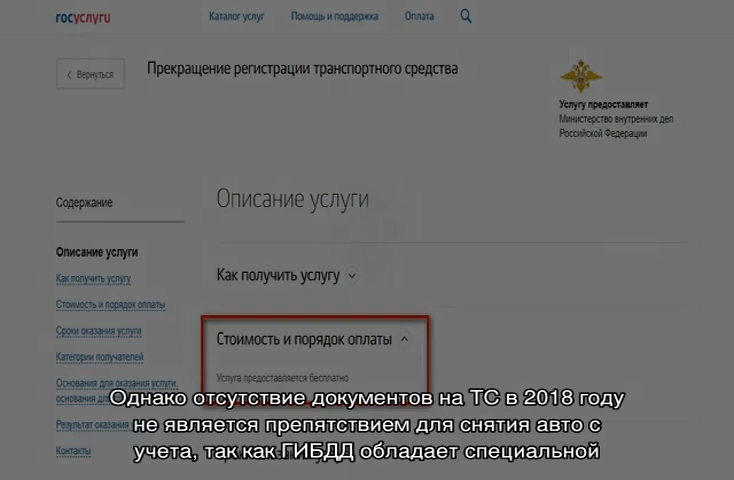 госуслуги
Каталог услуг Помощь и поддержка Оплата
Вернуться
Прекращение регистрации транспортного средства
Услугу предоставляет
Министерство внутренних дел
Российской Федерации
Содержание
Описание услуги
Описание услуги
Как получить услугу
Стоимость и порядок оплаты
Сроки оказания услуги
Категории получателей
Основания для оказания услуги,
основания для
Результат оказания
Контакты
Как получить услугу
Стоимость и порядок оплаты
Услуга предоставляется бесплатно
Однако отсутствие документов на ТС в 2018 году
не является препятствием для снятия авто с
учета, так как ГИБДД обладает специальной